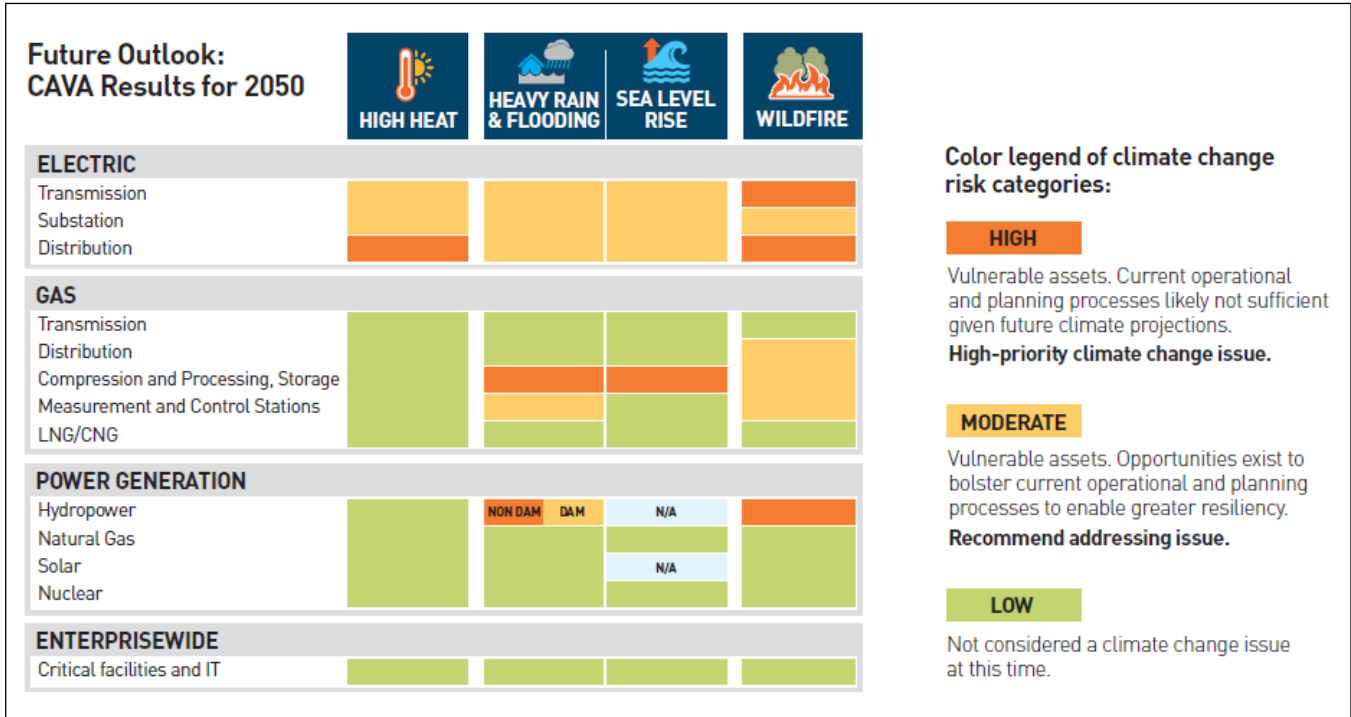 Future Outlook:
CAVA Results for 2050
HIGH HEAT
HEAVY RAIN
& FLOODING
SEA LEVEL
RISE
WILDFIRE
ELECTRIC
Transmission
Substation
Distribution
GAS
Transmission
Distribution
Compression and Processing, Storage
Measurement and Control Stations
LNG/CNG
POWER GENERATION
Hydropower
NON DAM
DAM
N/A
Natural Gas
Solar
N/A
Nuclear
ENTERPRISEWIDE
Critical facilities and IT
Color legend of climate change
risk categories:
HIGH
Vulnerable assets. Current operational
and planning processes likely not sufficient
given future climate projections.
High-priority climate change issue.
MODERATE
Vulnerable assets. Opportunities exist to
bolster current operational and planning
processes to enable greater resiliency.
Recommend addressing issue.
LOW
Not considered a climate change issue
at this time.